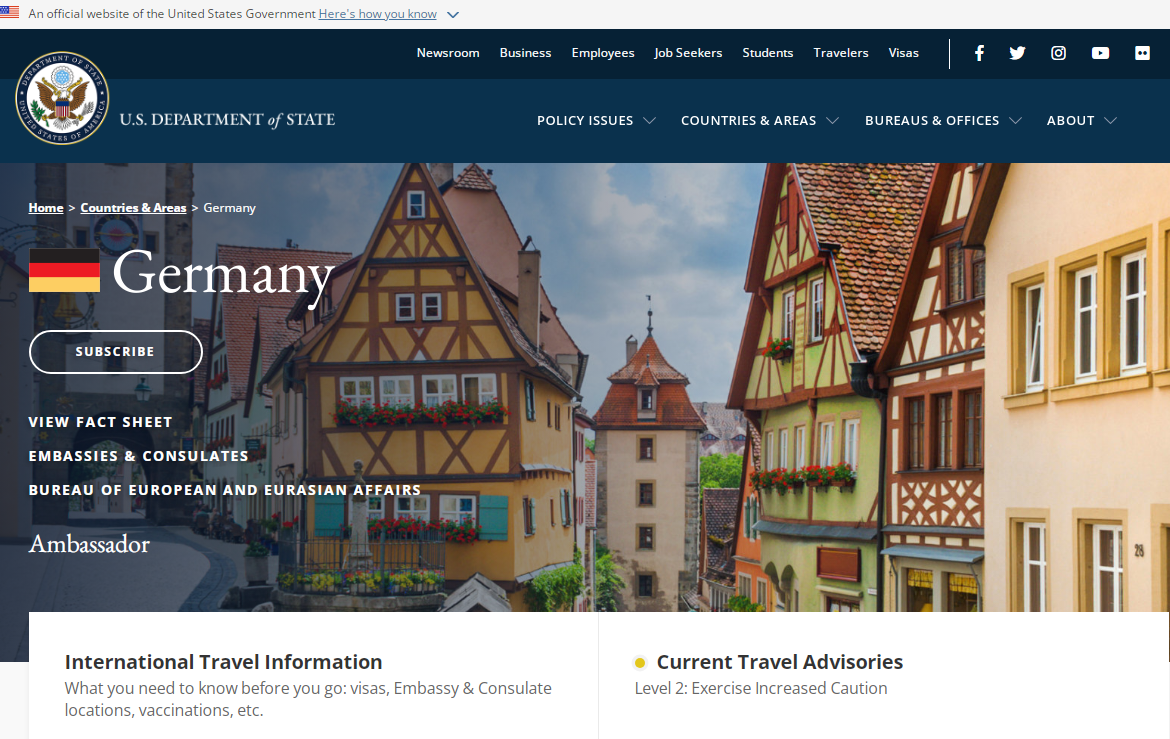 An official website of the United States Government Here's how you know
Newsroom Business Employees Job Seekers Students Travelers Visas
DEPARTMENT OF STATE
UNITED STATES OF AMERICA
U.S. DEPARTMENT of STATE
POLICY ISSUES COUNTRIES & AREAS BUREAUS & OFFICES ABOUT
Home > Countries & Areas > Germany
Germany
SUBSCRIBE
VIEW FACT SHEET
EMBASSIES & CONSULATES
BUREAU OF EUROPEAN AND EURASIAN AFFAIRS
Ambassador
28
International Travel Information
What you need to know before you go: visas, Embassy & Consulate
locations, vaccinations, etc.
Current Travel Advisories
Level 2: Exercise Increased Caution